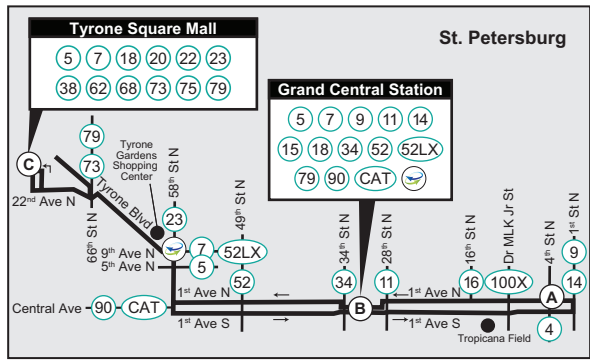 Tyrone Square Mall
5 7 18 20 22 23
38 62 68 73 75 79
St. Petersburg
Grand Central Station
5 7 9 11 14
15 18 34 52 52LX
79 90 CAT
79
73
C
22nd Ave N
66th St N
Tyrone Blvd
Tyrone
Gardens
Shopping
Center
58th St N
23
9th Ave N
7
52LX
5th Ave N
5
49th St N
52
34th St N
34
28th St N
11
16th St N
16
Dr MLK Jr St
100X
4th St N
A
4
1st St N
9
14
1st Ave N
1st Ave N
Central Ave
90
CAT
B
1st Ave S
1st Ave S
Tropicana Field